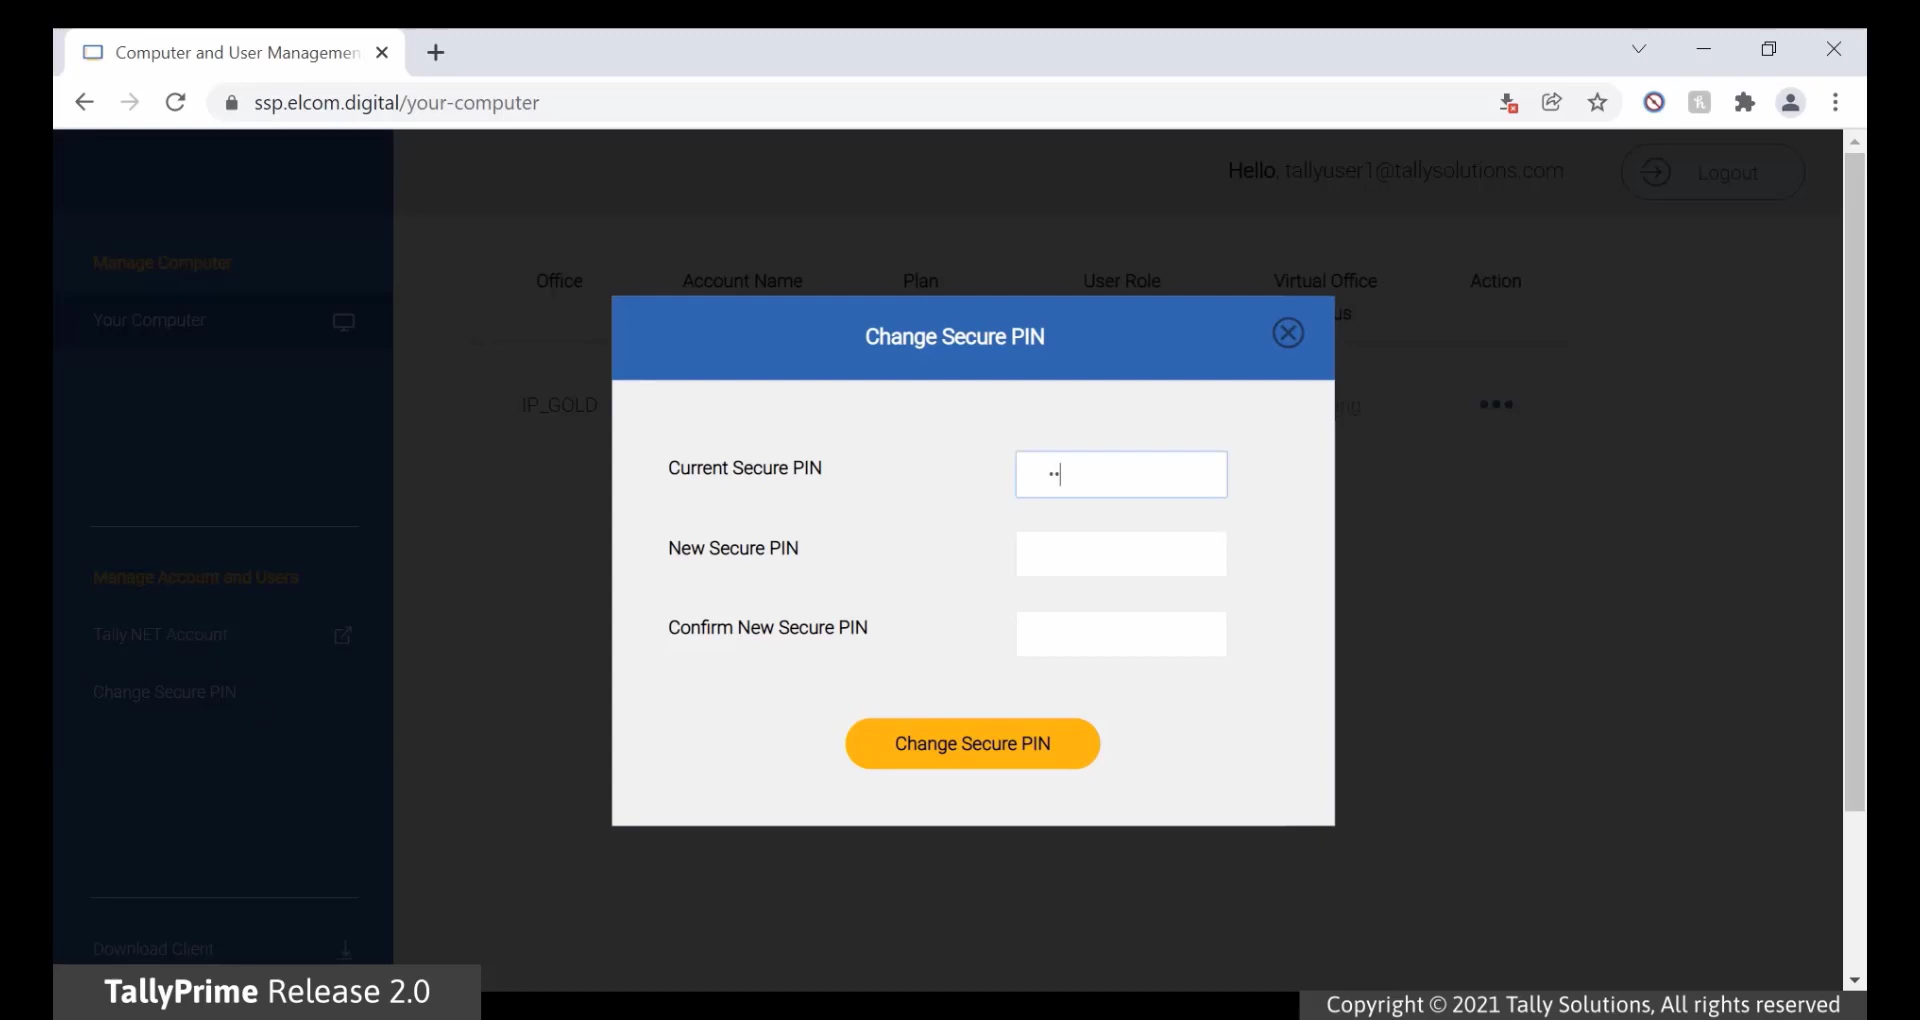 Computer and User Managemen
ssp.elcom.digital/your-computer
Hello, tallyuser1@tallysolutions.com
Logout
Manage Computer
Your Computer
Office Account Name Plan User Role Virtual Office Action
us
Change Secure PIN
IP_GOLD
ng
Current Secure PIN
New Secure PIN
Confirm New Secure PIN
Change Secure PIN
Manage Account and Users
Tally NET Account
Change Secure PIN
Download Client
TallyPrime Release 2.0
Copyright © 2021 Tally Solutions, All rights reserved